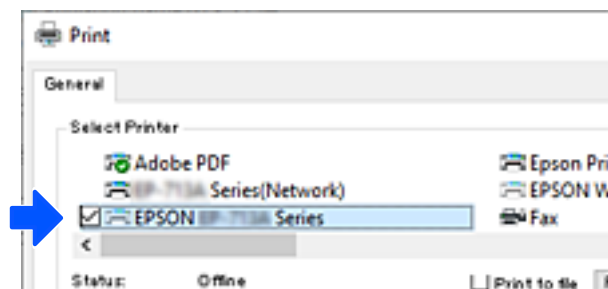 Print
General
Select Printer
Adobe PDF
Epson Pri
Series(Network)
EPSON W
EPSON Series
Fax
Status: Offline
Print to file